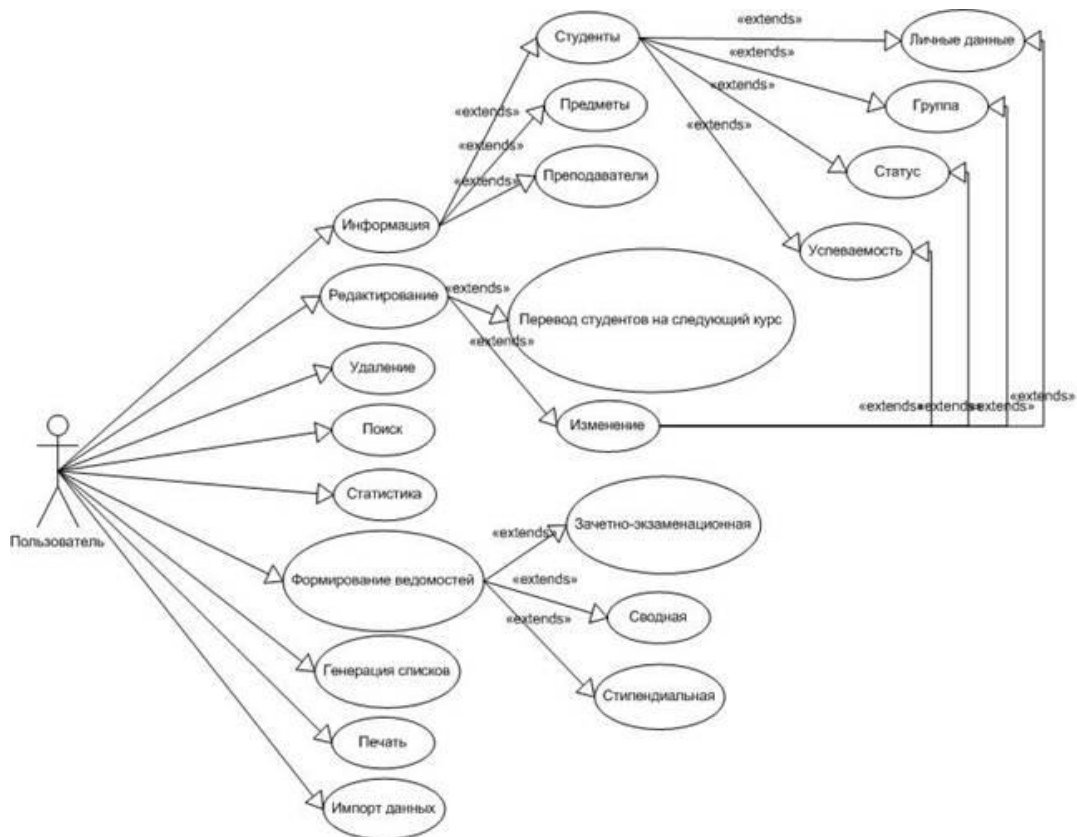 Студенты
«extends»
Личные данные
«extends»
Группа
«extends»
Статус
«extends»
Успеваемость
«extends»
Предметы
«extends»
Преподаватели
«extends»
Информация
Редактирование
«extends»
Перевод студентов на следующий курс
«extends»
Изменение
«extends»
«extends»
«extends»
«extends»
Удаление
Поиск
Статистика
Пользователь
Формирование ведомостей
«extends»
Зачетно-экзаменационная
«extends»
Сводная
«extends»
Стипендиальная
Генерация списков
Печать
Импорт данных